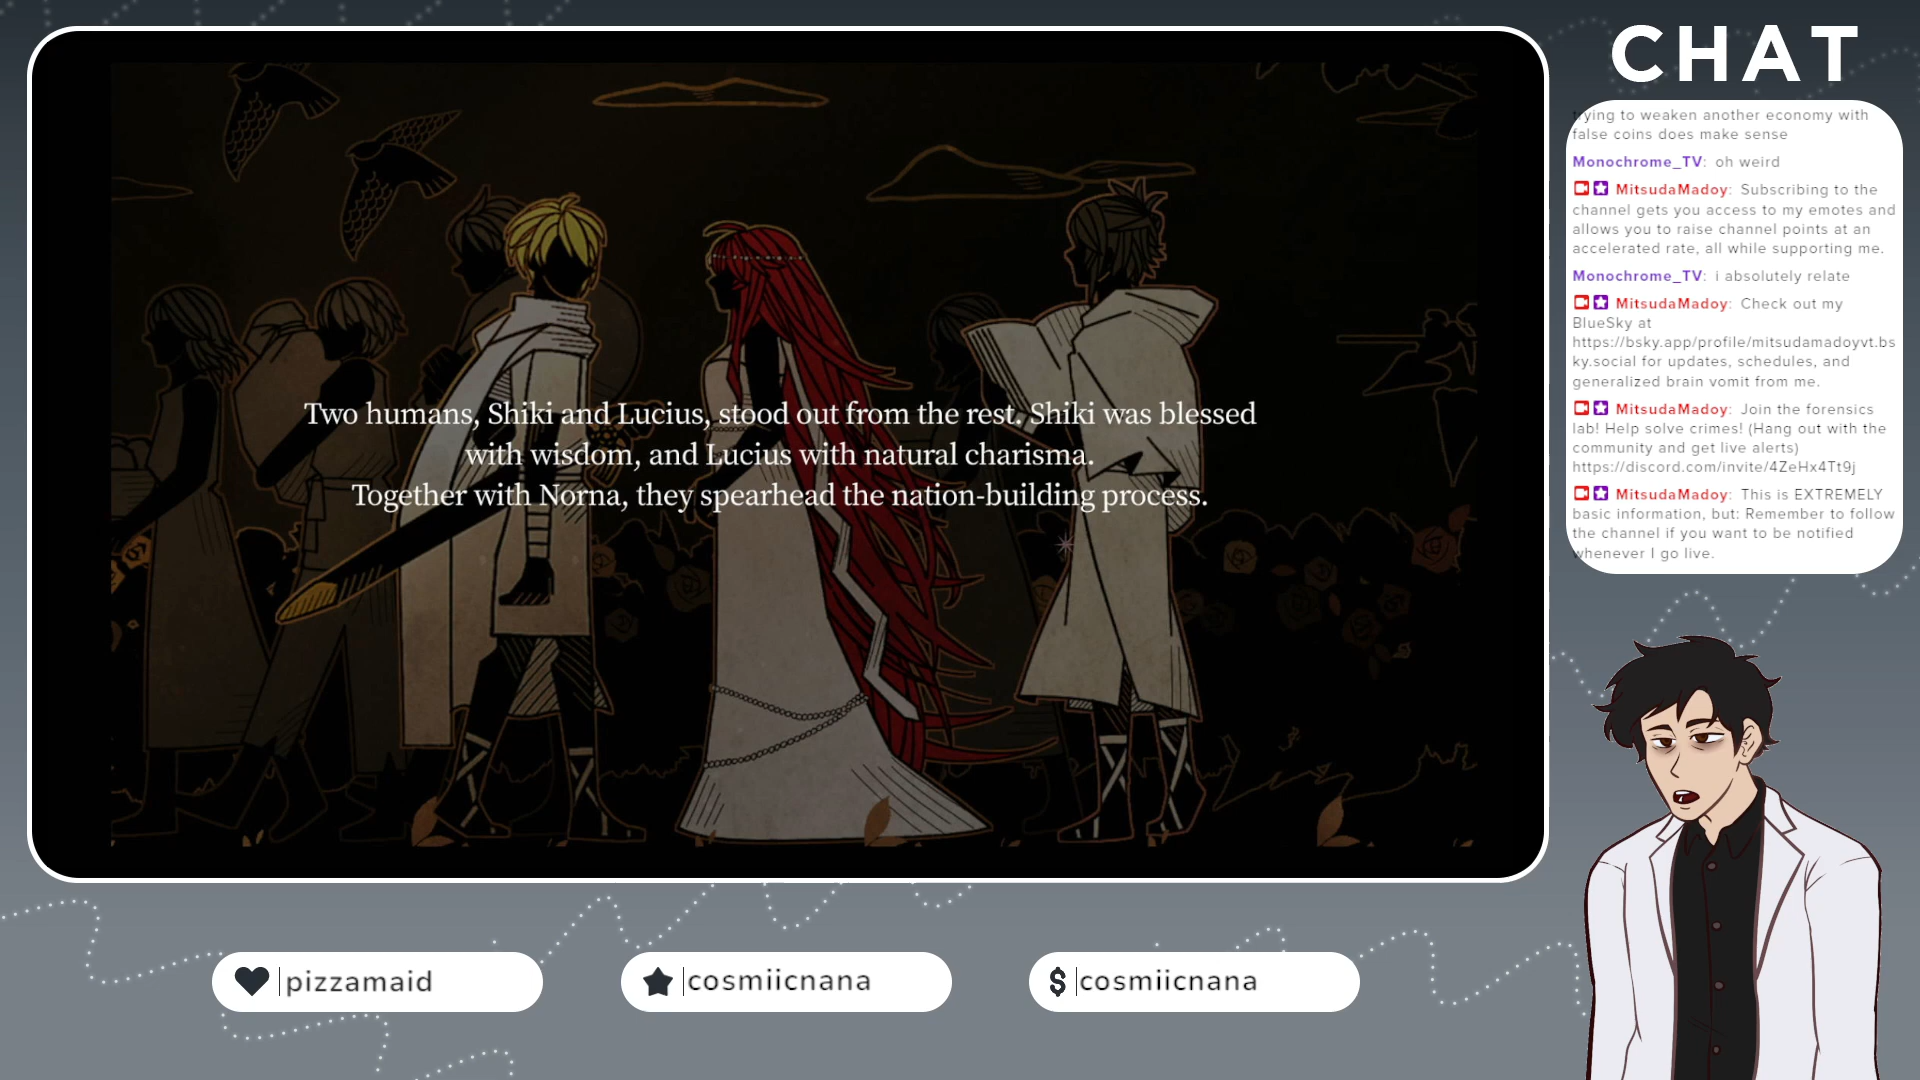 Two humans, Shiki and Lucius, stood out from the rest. Shiki was blessed
with wisdom, and Lucius with natural charisma.
Together with Norna, they spearhead the nation-building process.
CHAT
trying to weaken another economy with
false coins does make sense
Monochrome_TV: oh weird
MitsudaMadoy: Subscribing to the
channel gets you access to my emotes and
allows you to raise channel points at an
accelerated rate, all while supporting me.
Monochrome_TV: i absolutely relate
MitsudaMadoy: Check out my
BlueSky at
https://bsky.app/profile/mitsudamadoyvt.bs
ky.social for updates, schedules, and
generalized brain vomit from me.
MitsudaMadoy: Join the forensics
lab! Help solve crimes! (Hang out with the
community and get live alerts)
https://discord.com/invite/4ZeHx4Tt9j
MitsudaMadoy: This is EXTREMELY
basic information, but: Remember to follow
the channel if you want to be notified
whenever I go live.
pizzamaid
cosmiicnana
$ cosmiicnana